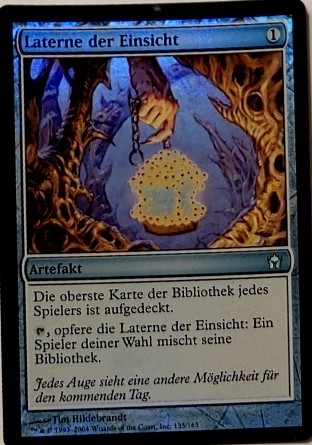 Laterne der Einsicht 1
Artefakt
Die oberste Karte der Bibliothek jedes
Spielers ist aufgedeckt.
, opfere die Laterne der Einsicht: Ein
Spieler deiner Wahl mischt seine
Bibliothek.
Jedes Auge sieht eine andere Möglichkeit für
den kommenden Tag.
Tim Hildebrandt
™ & © 1993-2004 Wizards of the Coast, Inc. 135/165